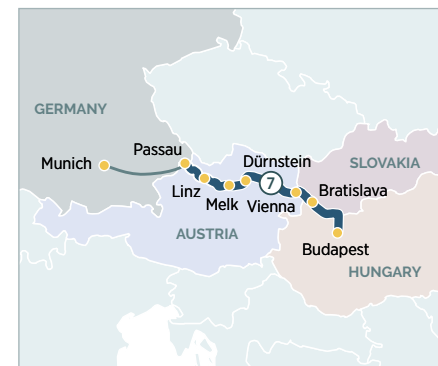 GERMANY
Munich
Passau
Linz
Melk
Dürnstein
7
Vienna
Bratislava
SLOVAKIA
AUSTRIA
Budapest
HUNGARY